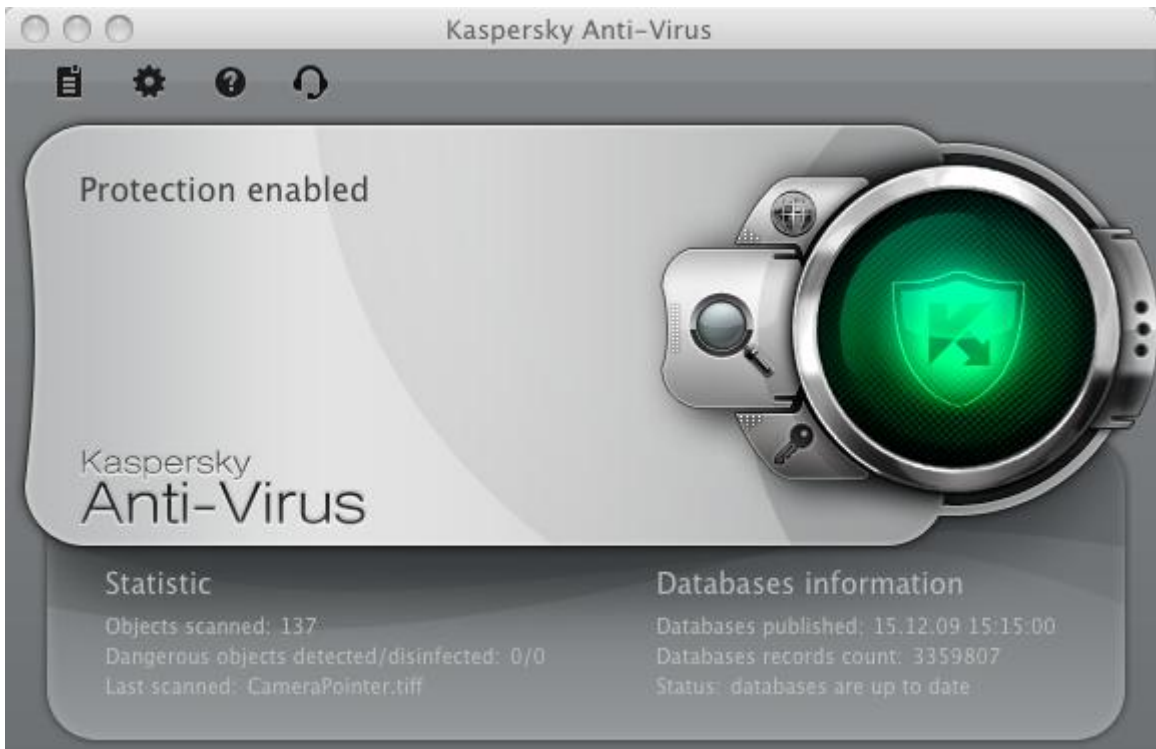 Kaspersky Anti-Virus
Protection enabled
Kaspersky
Anti-Virus
Statistic
Objects scanned: 137
Dangerous objects detected/disinfected: 0/0
Last scanned: CameraPointer.tiff
Databases information
Databases published: 15.12.09 15:15:00
Databases records count: 3359807
Status: databases are up to date